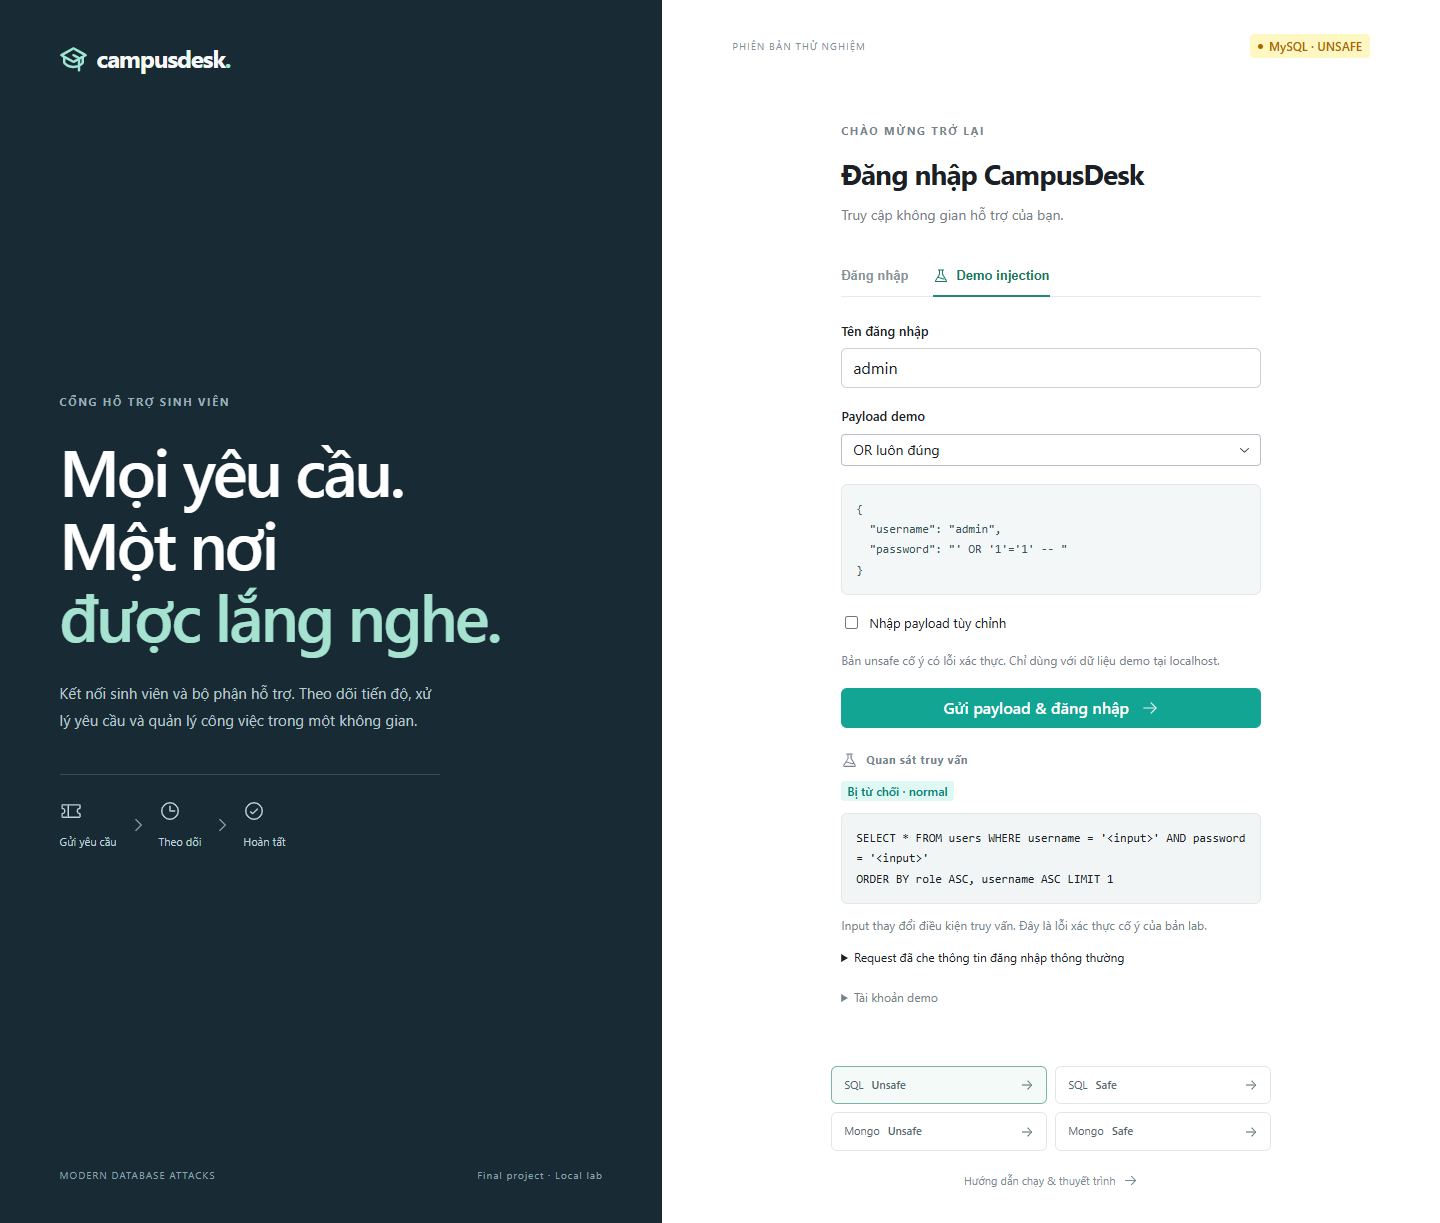 campusdesk.
CỔNG HỖ TRỢ SINH VIÊN
Mọi yêu cầu.
Một nơi
được lắng nghe.
Kết nối sinh viên và bộ phận hỗ trợ. Theo dõi tiến độ, xử
lý yêu cầu và quản lý công việc trong một không gian.
Gửi yêu cầu
Theo dõi
Hoàn tất
MODERN DATABASE ATTACKS
Final project · Local lab
PHIÊN BẢN THỬ NGHIỆM
MySQL · UNSAFE
CHÀO MỪNG TRỞ LẠI
Đăng nhập CampusDesk
Truy cập không gian hỗ trợ của bạn.
Đăng nhập
Demo injection
Tên đăng nhập
admin
Payload demo
OR luôn đúng
{
"username": "admin",
"password": "' OR '1'='1' -- "
}
Nhập payload tùy chỉnh
Bản unsafe cố ý có lỗi xác thực. Chỉ dùng với dữ liệu demo tại localhost.
Gửi payload & đăng nhập
Quan sát truy vấn
Bị từ chối · normal
SELECT * FROM users WHERE username = '<input>' AND password
= '<input>'
ORDER BY role ASC, username ASC LIMIT 1
Input thay đổi điều kiện truy vấn. Đây là lỗi xác thực cố ý của bản lab.
Request đã che thông tin đăng nhập thông thường
Tài khoản demo
SQL Unsafe
SQL Safe
Mongo Unsafe
Mongo Safe
Hướng dẫn chạy & thuyết trình